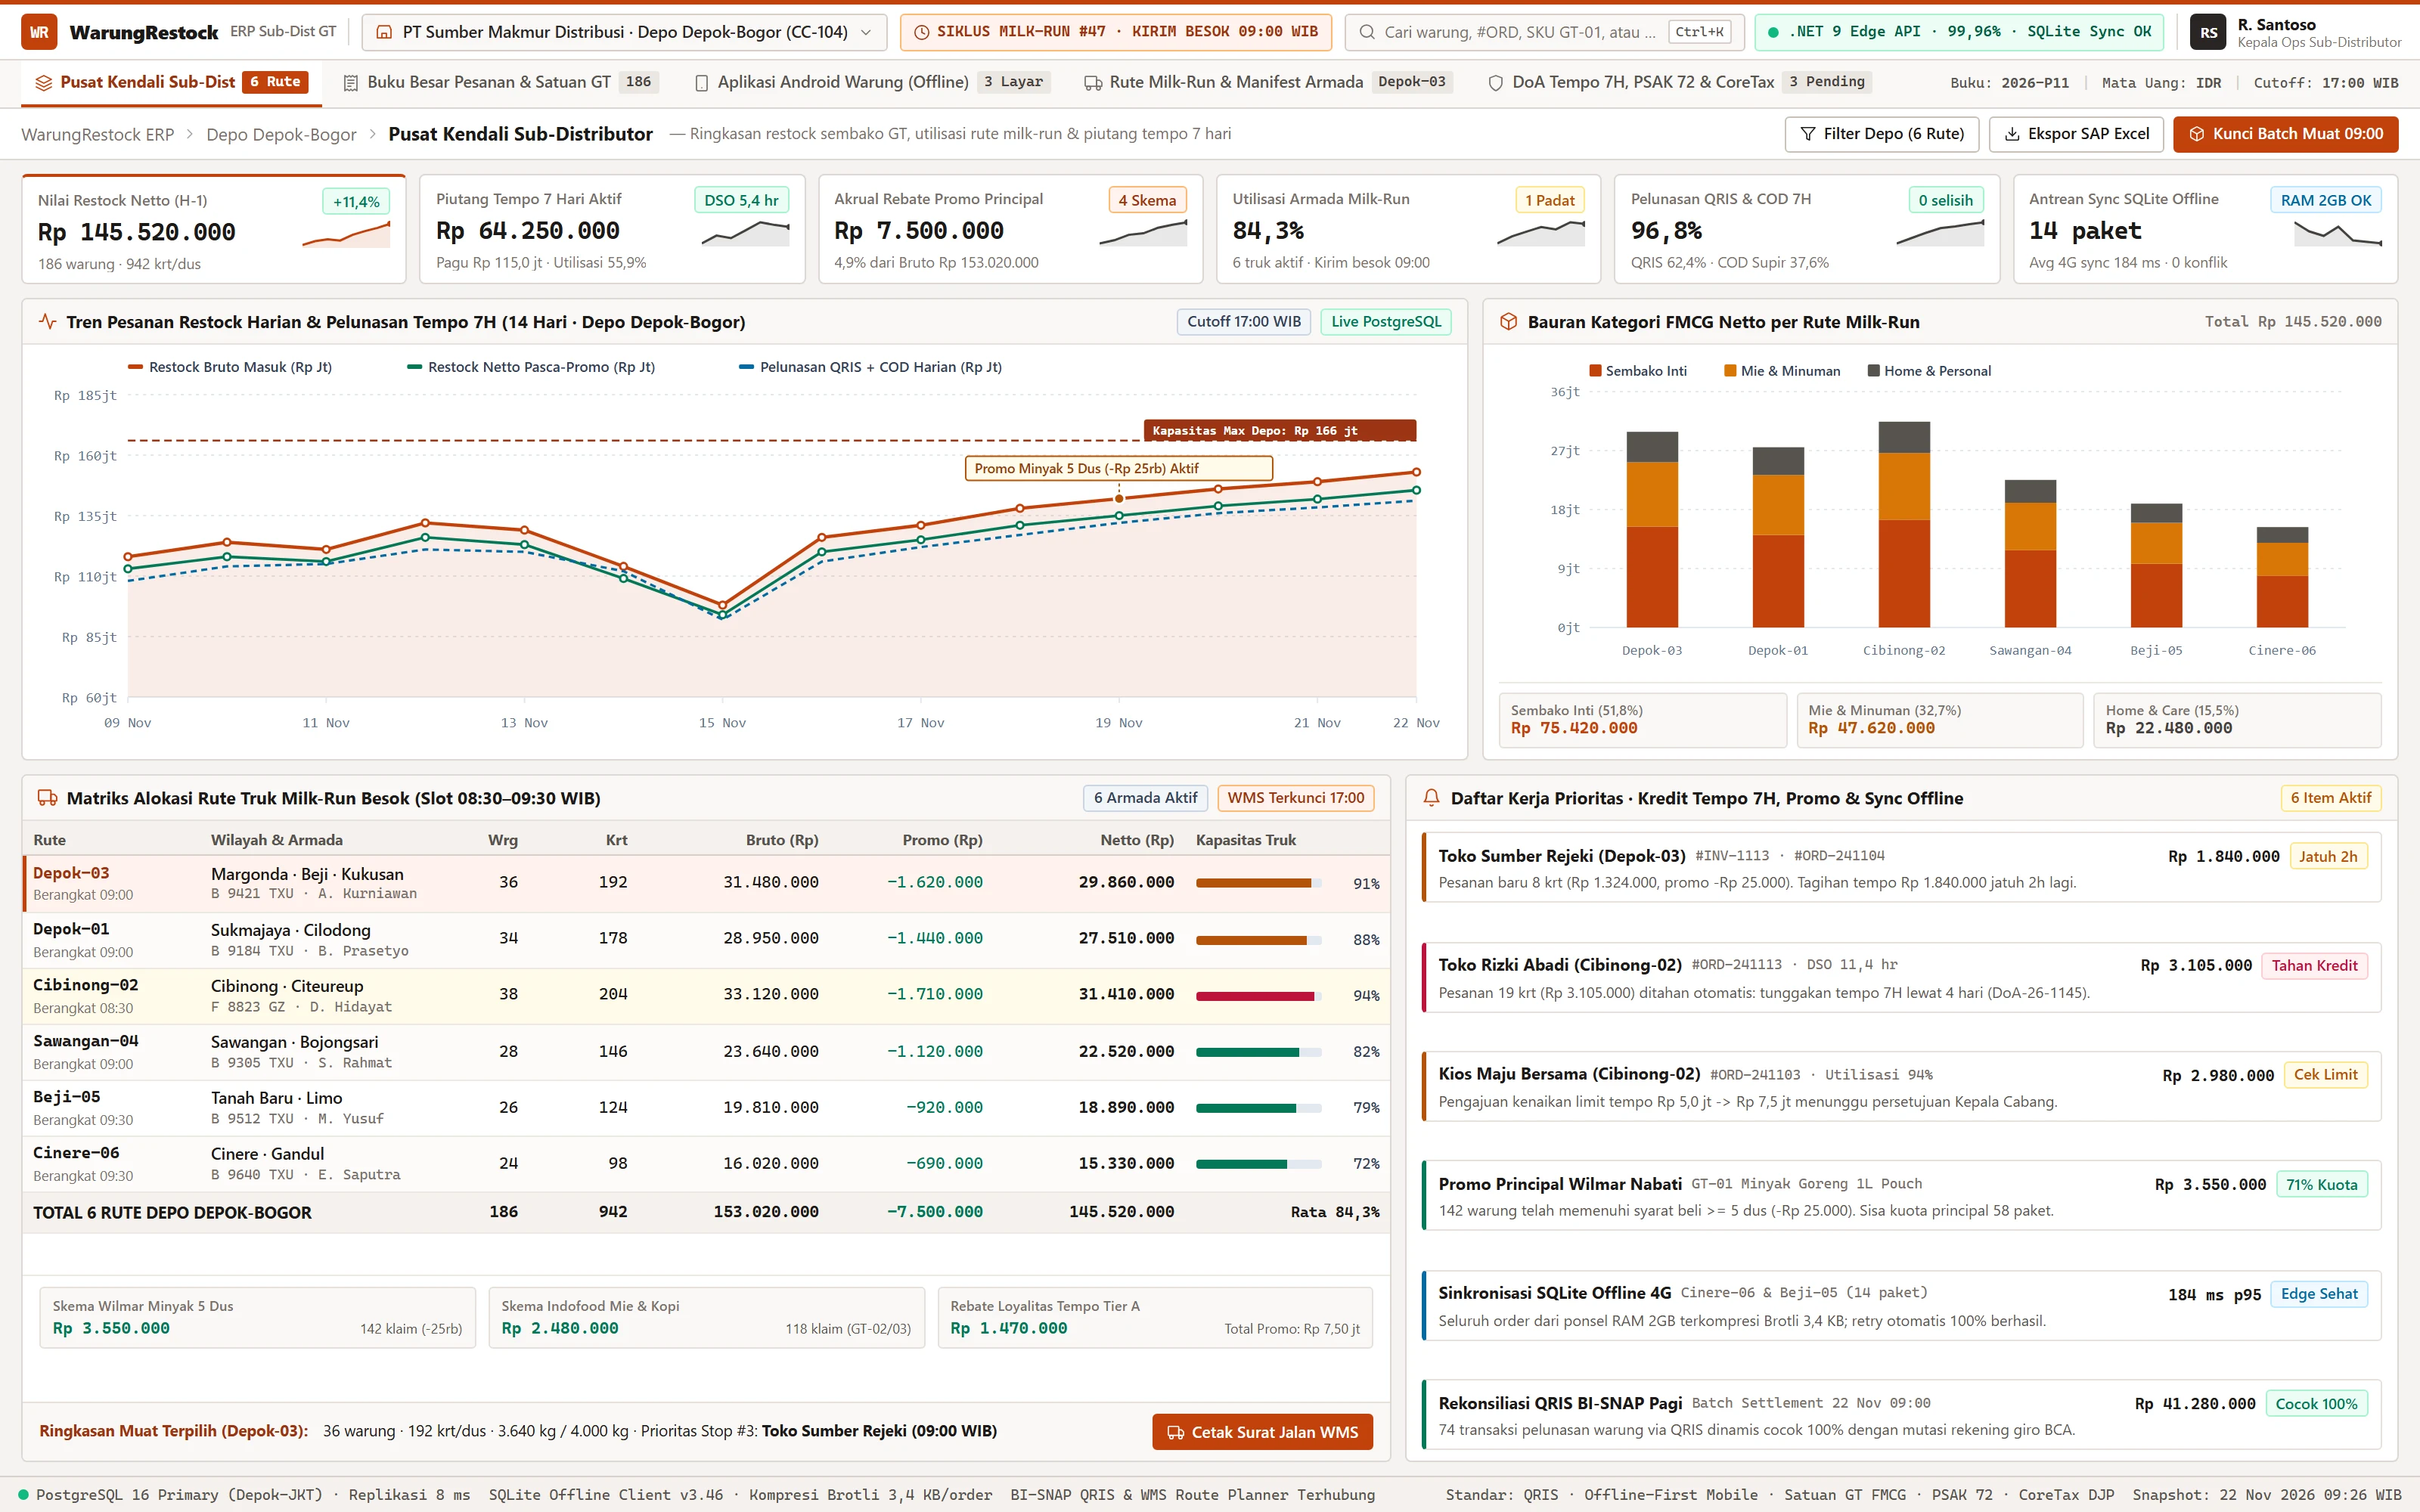 WR WarungRestock ERP Sub-Dist GT
PT Sumber Makmur Distribusi · Depo Depok-Bogor (CC-104)
SIKLUS MILK-RUN #47 · KIRIM BESOK 09:00 WIB
Cari warung, #ORD, SKU GT-01, atau ... Ctrl+K
.NET 9 Edge API · 99,96% · SQLite Sync OK
RS R. Santoso
Kepala Ops Sub-Distributor
Pusat Kendali Sub-Dist 6 Rute
Buku Besar Pesanan & Satuan GT 186
Aplikasi Android Warung (Offline) 3 Layar
Rute Milk-Run & Manifest Armada Depok-03
DoA Tempo 7H, PSAK 72 & CoreTax 3 Pending
Buku: 2026-P11 | Mata Uang: IDR | Cutoff: 17:00 WIB
WarungRestock ERP > Depo Depok-Bogor > Pusat Kendali Sub-Distributor — Ringkasan restock sembako GT, utilisasi rute milk-run & piutang tempo 7 hari
Filter Depo (6 Rute)
Ekspor SAP Excel
Kunci Batch Muat 09:00
Nilai Restock Netto (H-1) +11,4%
Rp 145.520.000
186 warung · 942 krt/dus
Piutang Tempo 7 Hari Aktif DSO 5,4 hr
Rp 64.250.000
Pagu Rp 115,0 jt · Utilisasi 55,9%
Akrual Rebate Promo Principal 4 Skema
Rp 7.500.000
4,9% dari Bruto Rp 153.020.000
Utilisasi Armada Milk-Run 1 Padat
84,3%
6 truk aktif · Kirim besok 09:00
Pelunasan QRIS & COD 7H 0 selisih
96,8%
QRIS 62,4% · COD Supir 37,6%
Antrean Sync SQLite Offline RAM 2GB OK
14 paket
Avg 4G sync 184 ms · 0 konflik
Tren Pesanan Restock Harian & Pelunasan Tempo 7H (14 Hari · Depo Depok-Bogor) Cutoff 17:00 WIB Live PostgreSQL
Restock Bruto Masuk (Rp Jt) Restock Netto Pasca-Promo (Rp Jt) Pelunasan QRIS + COD Harian (Rp Jt)
Rp 185jt
Kapasitas Max Depo: Rp 166 jt
Rp 160jt
Promo Minyak 5 Dus (-Rp 25rb) Aktif
Rp 135jt
Rp 110jt
Rp 85jt
Rp 60jt
09 Nov 11 Nov 13 Nov 15 Nov 17 Nov 19 Nov 21 Nov 22 Nov
Bauran Kategori FMCG Netto per Rute Milk-Run Total Rp 145.520.000
Sembako Inti Mie & Minuman Home & Personal
36jt
27jt
18jt
9jt
0jt
Depok-03 Depok-01 Cibinong-02 Sawangan-04 Beji-05 Cinere-06
Sembako Inti (51,8%)
Rp 75.420.000
Mie & Minuman (32,7%)
Rp 47.620.000
Home & Care (15,5%)
Rp 22.480.000
Matriks Alokasi Rute Truk Milk-Run Besok (Slot 08:30–09:30 WIB) 6 Armada Aktif WMS Terkunci 17:00
Rute Wilayah & Armada Wrg Krt Bruto (Rp) Promo (Rp) Netto (Rp) Kapasitas Truk
Depok-03 Margonda · Beji · Kukusan 36 192 31.480.000 -1.620.000 29.860.000 91%
Berangkat 09:00 B 9421 TXU · A. Kurniawan
Depok-01 Sukmajaya · Cilodong 34 178 28.950.000 -1.440.000 27.510.000 88%
Berangkat 09:00 B 9184 TXU · B. Prasetyo
Cibinong-02 Cibinong · Citeureup 38 204 33.120.000 -1.710.000 31.410.000 94%
Berangkat 08:30 F 8823 GZ · D. Hidayat
Sawangan-04 Sawangan · Bojongsari 28 146 23.640.000 -1.120.000 22.520.000 82%
Berangkat 09:00 B 9305 TXU · S. Rahmat
Beji-05 Tanah Baru · Limo 26 124 19.810.000 -920.000 18.890.000 79%
Berangkat 09:30 B 9512 TXU · M. Yusuf
Cinere-06 Cinere · Gandul 24 98 16.020.000 -690.000 15.330.000 72%
Berangkat 09:30 B 9640 TXU · E. Saputra
TOTAL 6 RUTE DEPO DEPOK-BOGOR 186 942 153.020.000 -7.500.000 145.520.000 Rata 84,3%
Skema Wilmar Minyak 5 Dus
Rp 3.550.000 142 klaim (-25rb)
Skema Indofood Mie & Kopi
Rp 2.480.000 118 klaim (GT-02/03)
Rebate Loyalitas Tempo Tier A
Rp 1.470.000 Total Promo: Rp 7,50 jt
Ringkasan Muat Terpilih (Depok-03): 36 warung · 192 krt/dus · 3.640 kg / 4.000 kg · Prioritas Stop #3: Toko Sumber Rejeki (09:00 WIB)
Cetak Surat Jalan WMS
Daftar Kerja Prioritas · Kredit Tempo 7H, Promo & Sync Offline 6 Item Aktif
Toko Sumber Rejeki (Depok-03) #INV-1113 · #ORD-241104 Rp 1.840.000 Jatuh 2h
Pesanan baru 8 krt (Rp 1.324.000, promo -Rp 25.000). Tagihan tempo Rp 1.840.000 jatuh 2h lagi.
Toko Rizki Abadi (Cibinong-02) #ORD-241113 · DSO 11,4 hr Rp 3.105.000 Tahan Kredit
Pesanan 19 krt (Rp 3.105.000) ditahan otomatis: tunggakan tempo 7H lewat 4 hari (DoA-26-1145).
Kios Maju Bersama (Cibinong-02) #ORD-241103 · Utilisasi 94% Rp 2.980.000 Cek Limit
Pengajuan kenaikan limit tempo Rp 5,0 jt -> Rp 7,5 jt menunggu persetujuan Kepala Cabang.
Promo Principal Wilmar Nabati GT-01 Minyak Goreng 1L Pouch Rp 3.550.000 71% Kuota
142 warung telah memenuhi syarat beli >= 5 dus (-Rp 25.000). Sisa kuota principal 58 paket.
Sinkronisasi SQLite Offline 4G Cinere-06 & Beji-05 (14 paket) 184 ms p95 Edge Sehat
Seluruh order dari ponsel RAM 2GB terkompresi Brotli 3,4 KB; retry otomatis 100% berhasil.
Rekonsiliasi QRIS BI-SNAP Pagi Batch Settlement 22 Nov 09:00 Rp 41.280.000 Cocok 100%
74 transaksi pelunasan warung via QRIS dinamis cocok 100% dengan mutasi rekening giro BCA.
PostgreSQL 16 Primary (Depok-JKT) · Replikasi 8 ms SQLite Offline Client v3.46 · Kompresi Brotli 3,4 KB/order BI-SNAP QRIS & WMS Route Planner Terhubung
Standar: QRIS · Offline-First Mobile · Satuan GT FMCG · PSAK 72 · CoreTax DJP Snapshot: 22 Nov 2026 09:26 WIB